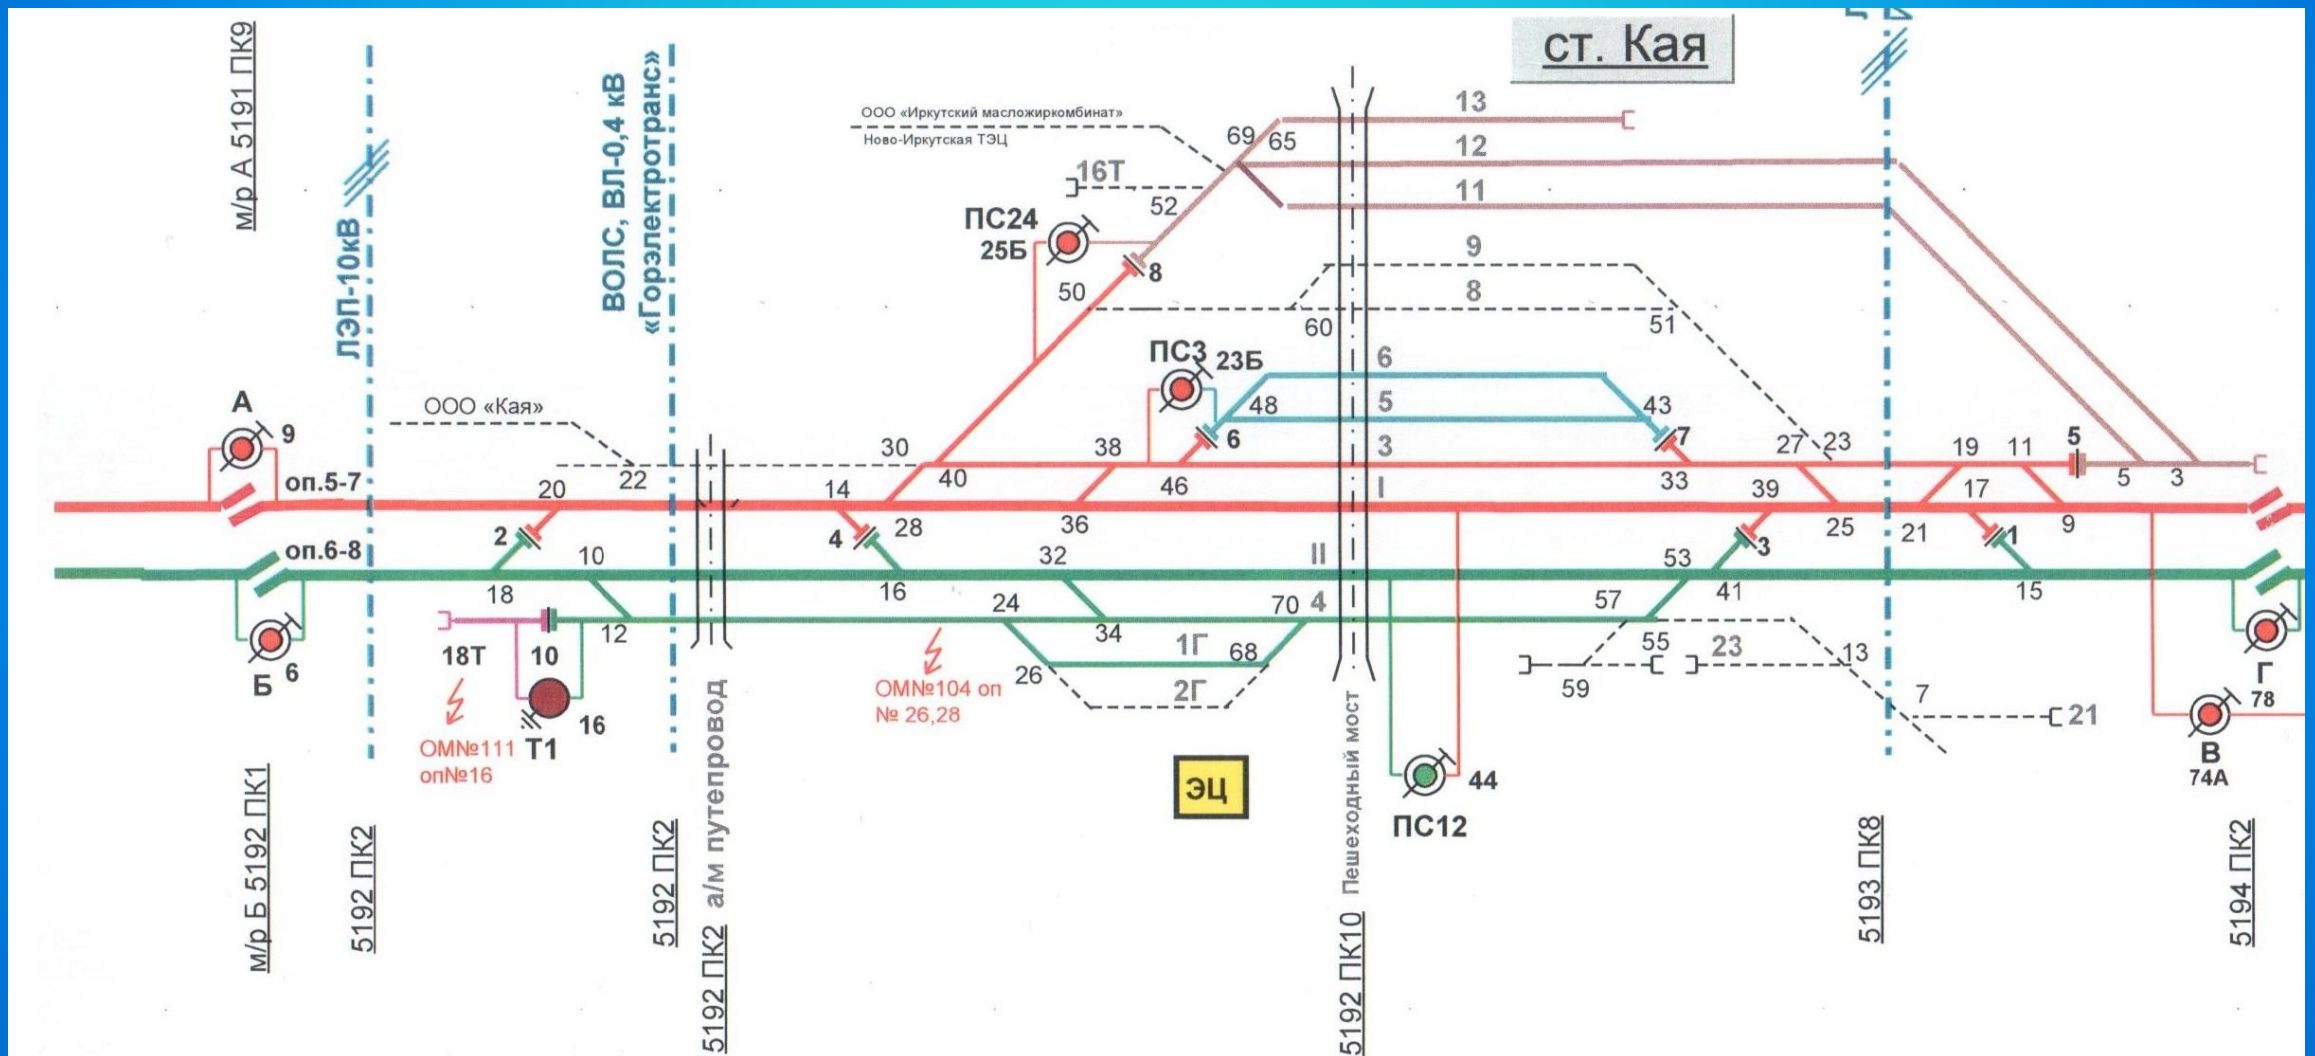 ст. Кая
м/р А 5191 ПК9
ЛЭП-10кВ
ВОЛС, ВЛ-0,4 кВ
«Горэлектротранс»
ООО «Иркутский масложиркомбинат»
Ново-Иркутская ТЭЦ
13
69
65
12
16Т
11
52
ПС24
25Б
8
9
50
8
60
51
ПС3
23Б
6
48
5
43
6
7
3
ООО «Кая»
А
9
30
38
27
23
19
11
5
оп.5-7
22
40
46
33
5
3
20
14
I
39
17
2
4
28
36
25
21
9
3
1
оп.6-8
10
32
II
53
18
16
41
15
24
70
4
57
12
34
18Т
10
1Г
68
55
23
13
26
2Г
59
7
21
Б
6
ОМ№104 оп
№ 26,28
Г
78
16
ОМ№111
оп№16
Т1
В
74А
ЭЦ
44
ПС12
м/р Б 5192 ПК1
5192 ПК2
5192 ПК2
5192 ПК2 а/м путепровод
5192 ПК10 Пешеходный мост
5193 ПК8
5194 ПК2